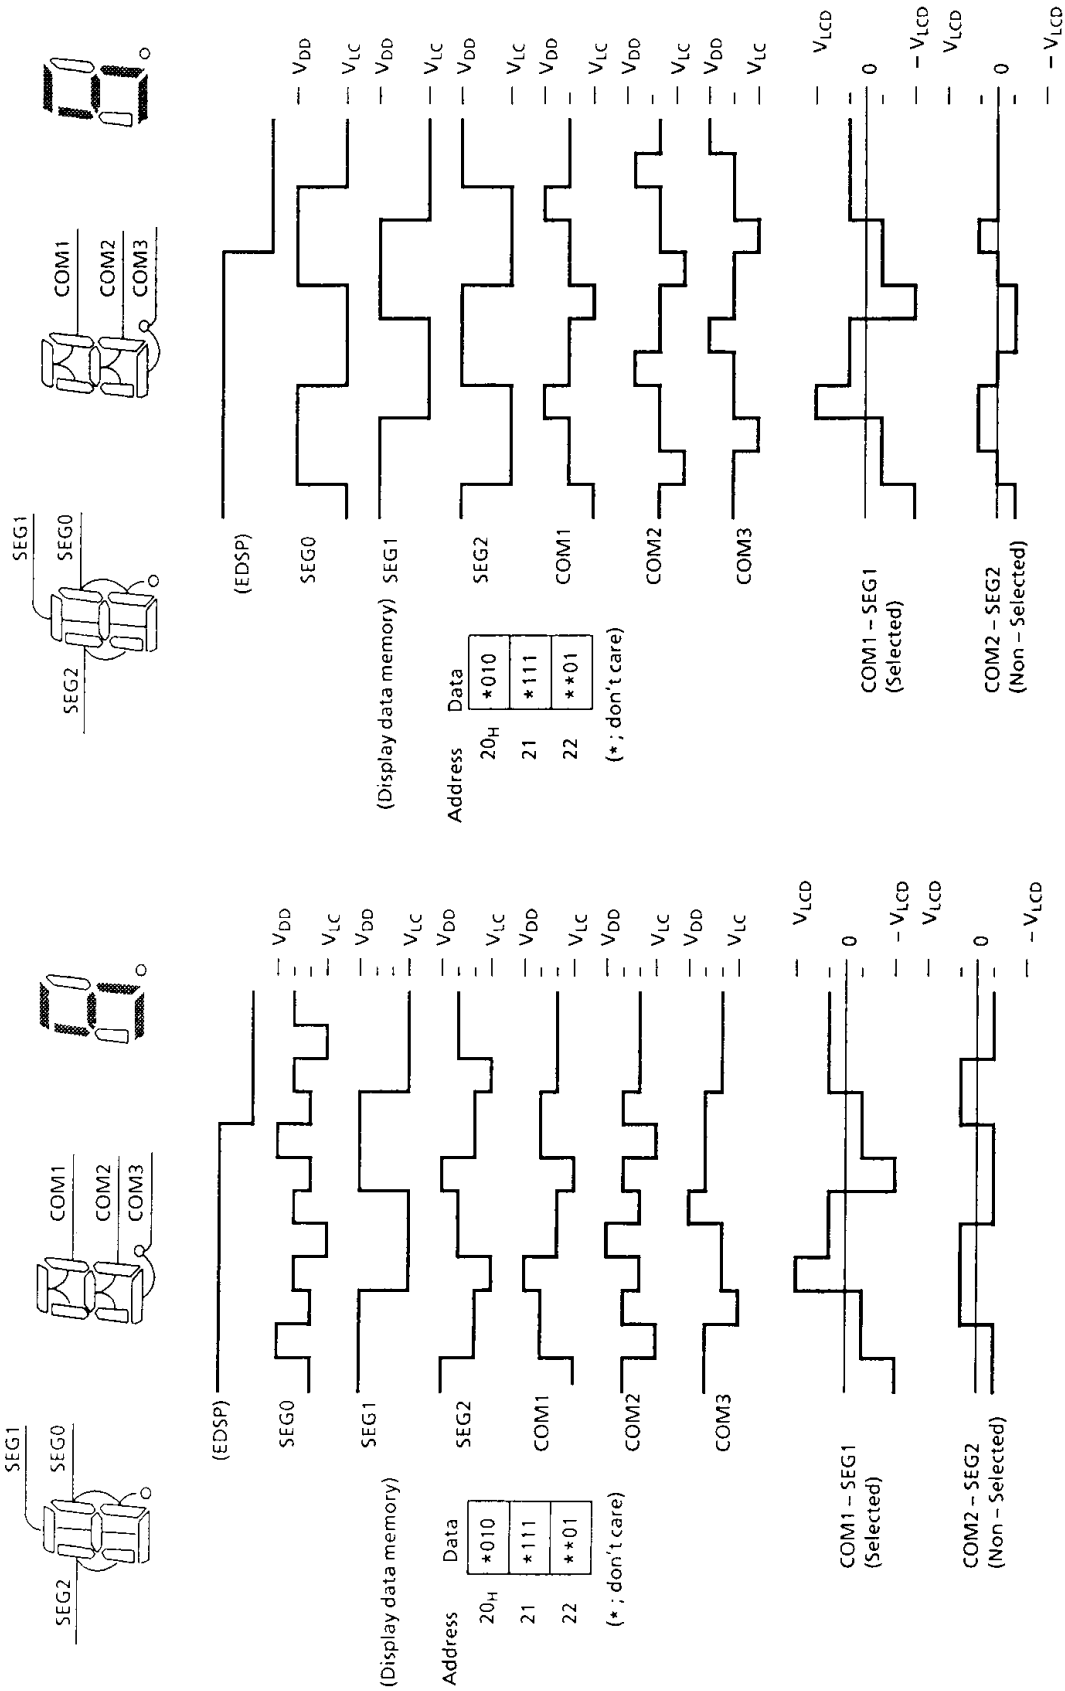 SEG1
SEG0
SEG2
COM1
COM2
COM3
(EDSP)
SEG0
VDD
VLC
SEG1
VDD
VLC
SEG2
VDD
VLC
COM1
VDD
VLC
COM2
VDD
VLC
COM3
VDD
VLC
(Display data memory)
Address Data
20H *010
21 *111
22 **01
(* ; don't care)
COM1 – SEG1
(Selected)
VLCD
0
– VLCD
COM2 – SEG2
(Non – Selected)
VLCD
0
– VLCD
SEG1
SEG0
SEG2
COM1
COM2
COM3
(EDSP)
SEG0
VDD
VLC
SEG1
VDD
VLC
SEG2
VDD
VLC
COM1
VDD
VLC
COM2
VDD
VLC
COM3
VDD
VLC
(Display data memory)
Address Data
20H *010
21 *111
22 **01
(* ; don't care)
COM1 – SEG1
(Selected)
VLCD
0
– VLCD
COM2 – SEG2
(Non – Selected)
VLCD
0
– VLCD